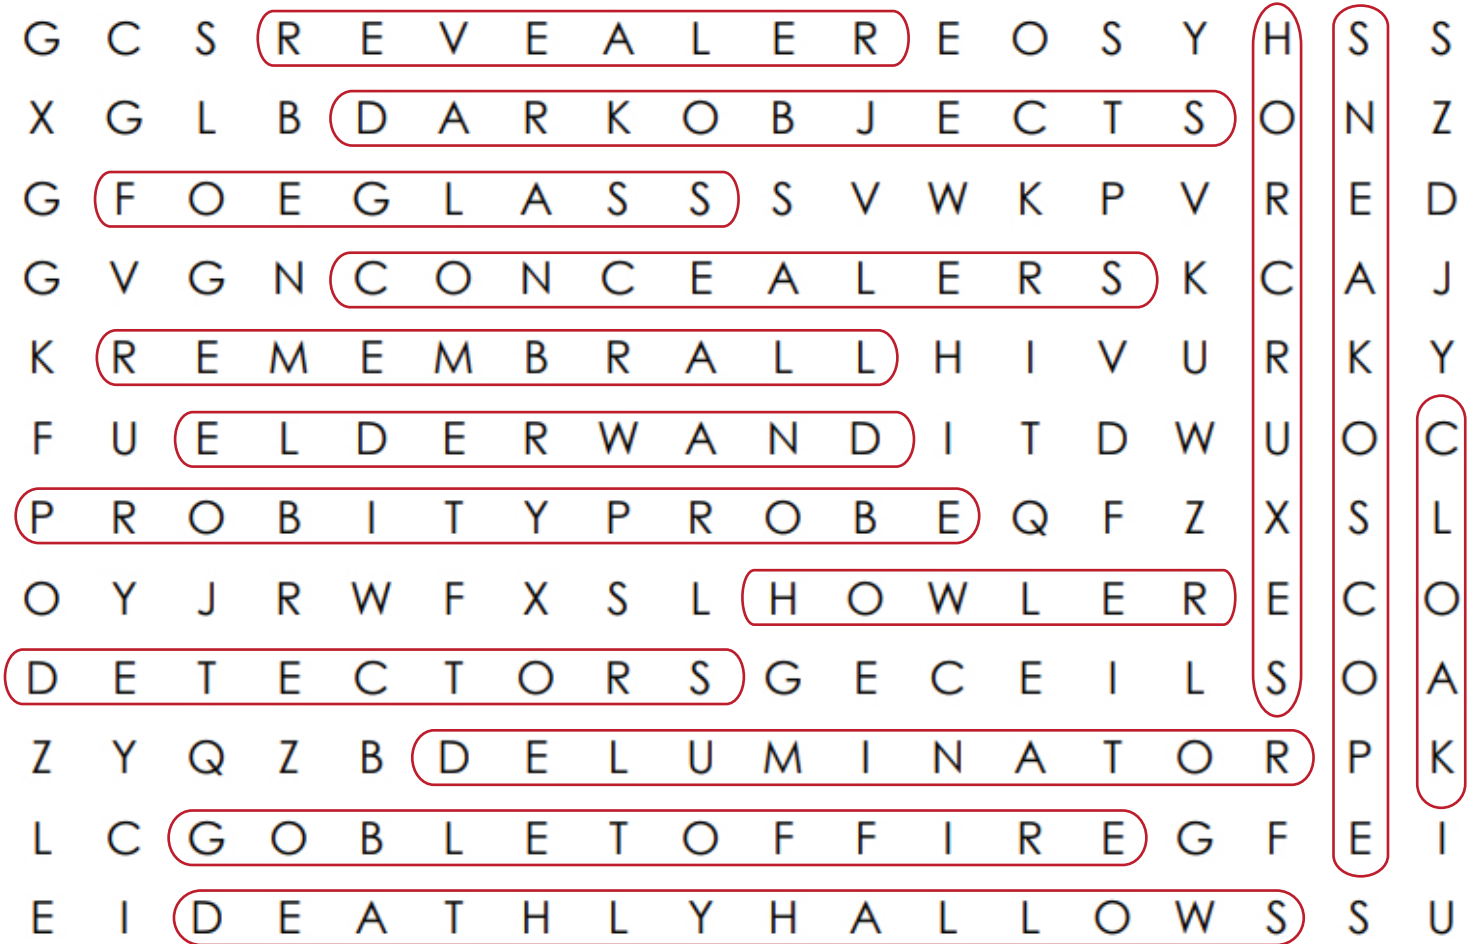 G C S R E V E A L E R E O S Y H S S
X G L B D A R K O B J E C T S O N Z
G F O E G L A S S S V W K P V R E D
G V G N C O N C E A L E R S K C A J
K R E M E M B R A L L H I V U R K Y
F U E L D E R W A N D I T D W U O C
P R O B I T Y P R O B E Q F Z X S L
O Y J R W F X S L H O W L E R E C O
D E T E C T O R S G E C E I L S O A
Z Y Q Z B D E L U M I N A T O R P K
L C G O B L E T O F F I R E G F E I
E I D E A T H L Y H A L L O W S S U